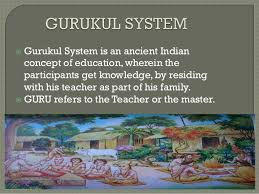 GURUKUL SYSTEM
Gurukul System is an ancient Indian
concept of education, wherein the
participants get knowledge, by residing
with his teacher as part of his family.
GURU refers to the Teacher or the master.